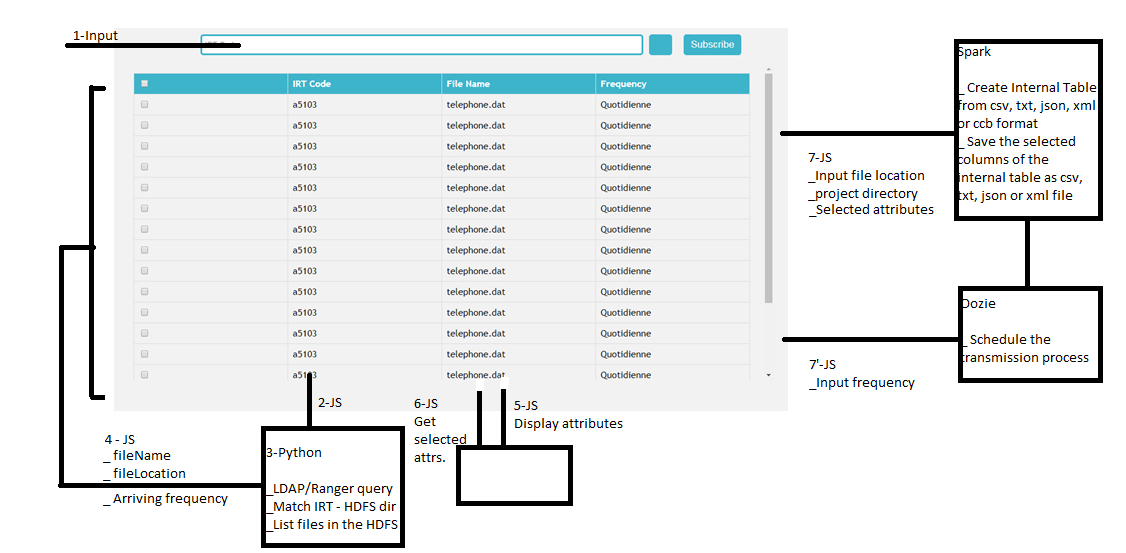 1-Input
Subscribe
IRT Code File Name Frequency
a5103 telephone.dat Quotidienne
a5103 telephone.dat Quotidienne
a5103 telephone.dat Quotidienne
a5103 telephone.dat Quotidienne
a5103 telephone.dat Quotidienne
a5103 telephone.dat Quotidienne
a5103 telephone.dat Quotidienne
a5103 telephone.dat Quotidienne
a5103 telephone.dat Quotidienne
a5103 telephone.dat Quotidienne
a5103 telephone.dat Quotidienne
a5103 telephone.dat Quotidienne
a5103 telephone.dat Quotidienne
a5103 telephone.dat Quotidienne
Spark
_ Create Internal Table
from csv, txt, json, xml
or ccb format
_ Save the selected
columns of the
internal table as csv,
txt, json or xml file
7-JS
_Input file location
_project directory
_Selected attributes
Oozie
_ Schedule the
transmission process
7'-JS
_Input frequency
2-JS
6-JS
Get
selected
attrs.
5-JS
Display attributes
4 - JS
_ fileName
_ fileLocation
_ Arriving frequency
3-Python
_LDAP/Ranger query
_Match IRT - HDFS dir
_List files in the HDFS